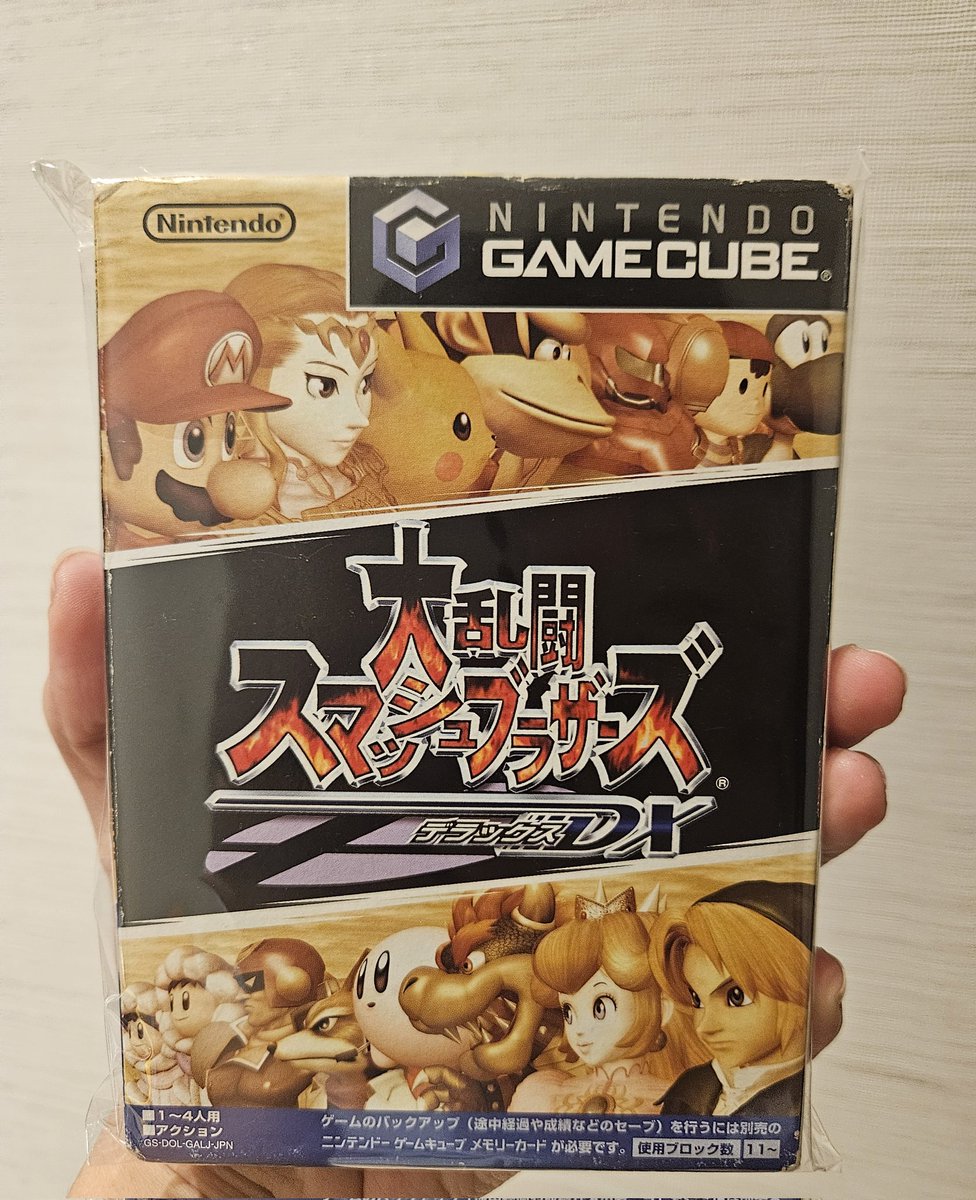 Nintendo®
NINTENDO
GAMECUBE®
M
大乱闘
スマッシュブラザーズ®
デラックスDX
■1〜4人用
■アクション
GS-DOL-GALJ-JPN
ゲームのバックアップ（途中経過や成績などのセーブ）を行うには別売の
ニンテンドーゲームキューブ メモリーカード が必要です。 使用ブロック数 11〜